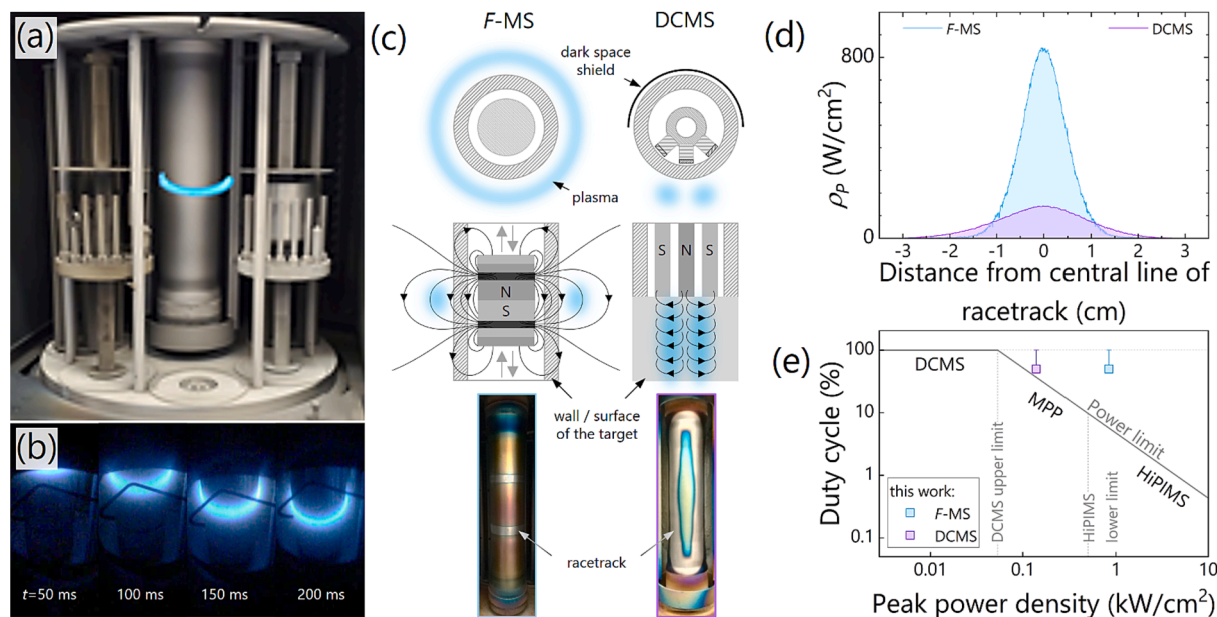 (a)
(b)
t=50 ms
100 ms
150 ms
200 ms
(c)
F-MS
DCMS
dark space
shield
plasma
N
S
S
N
S
wall / surface
of the target
racetrack
(d)
F-MS
DCMS
800
0
ρP (W/cm²)
-3
-2
-1
0
1
2
3
Distance from central line of
racetrack (cm)
(e)
100
10
1
0.1
Duty cycle (%)
DCMS
MPP
Power limit
HiPIMS
DCMS upper limit
HiPIMS
lower limit
this work:
F-MS
DCMS
0.01
0.1
1
10
Peak power density (kW/cm²)